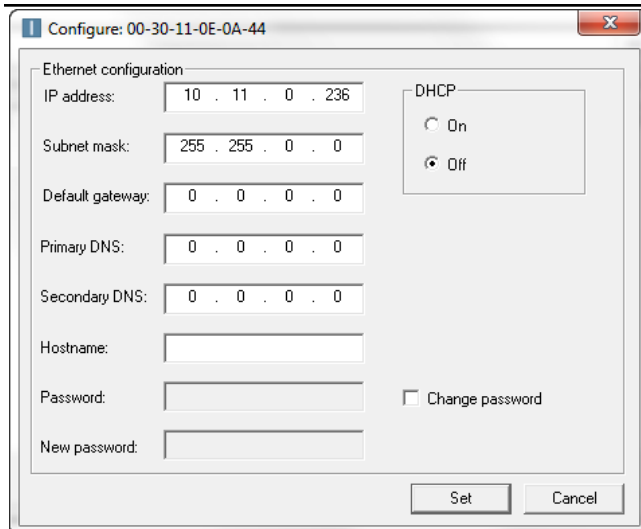 Configure: 00-30-11-0E-0A-44
Ethernet configuration
IP address: 10 . 11 . 0 . 236
DHCP
On
Subnet mask: 255 . 255 . 0 . 0
Off
Default gateway: 0 . 0 . 0 . 0
Primary DNS: 0 . 0 . 0 . 0
Secondary DNS: 0 . 0 . 0 . 0
Hostname:
Password:
Change password
New password:
Set
Cancel